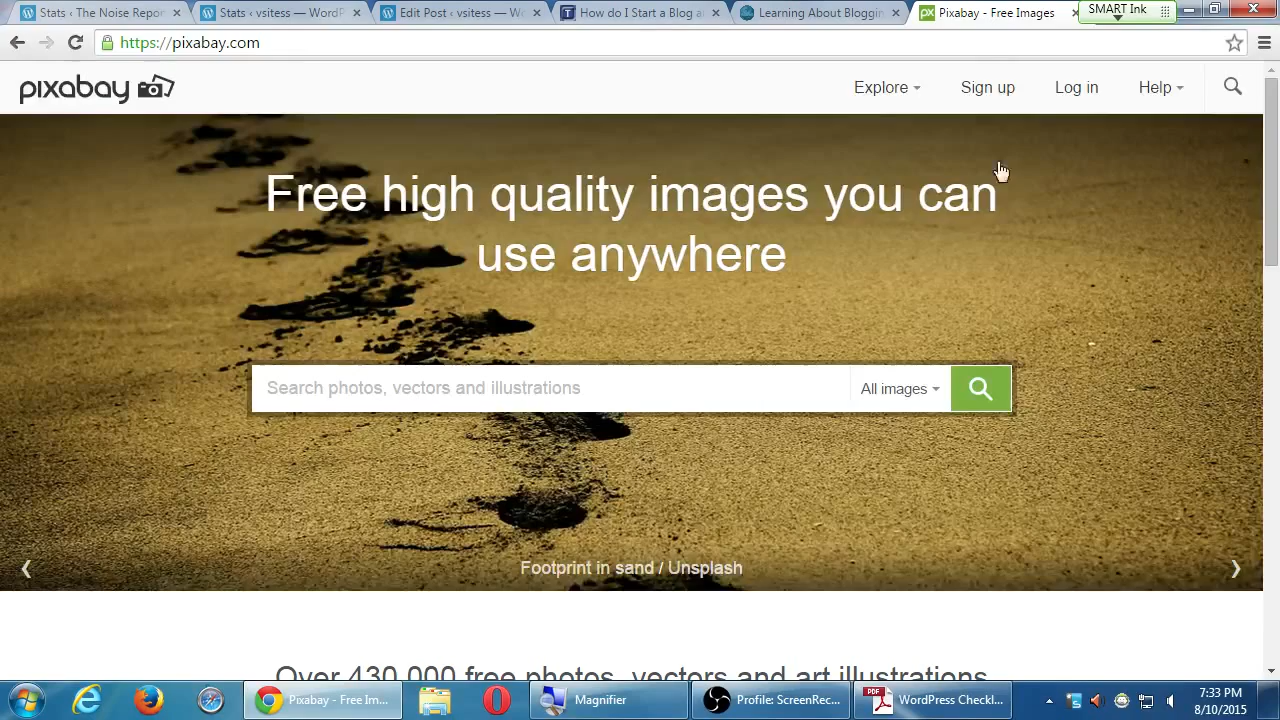 Stats ‹ The Noise Repor
Stats ‹ vsitess — WordP
Edit Post ‹ vsitess — We
How do I Start a Blog a
Learning About Bloggin
Pixabay - Free Images
SMART Ink
https://pixabay.com
pixabay
Explore
Sign up
Log in
Help
Free high quality images you can
use anywhere
Search photos, vectors and illustrations
All images
Footprint in sand / Unsplash
Over 430,000 free photos, vectors and art illustrations
Pixabay - Free Im...
Magnifier
Profile: ScreenRec...
PDF
WordPress Checkl...
7:33 PM
8/10/2015